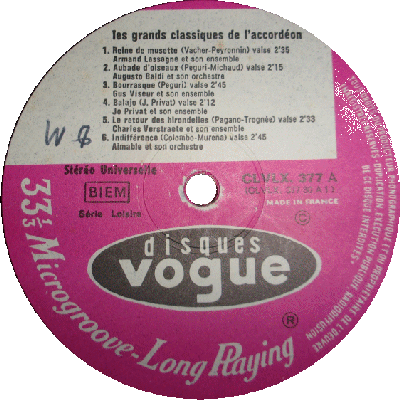 les grands classiques de l'accordéon
1. Reine de musette (Vacher-Peyronnin) valse 2'35
Armand Lassagne et son ensemble
2. Aubade d'oiseaux (Peguri-Michaud) valse 2'15
Augusto Baldi et son orchestre
3. Bourrasque (Peguri) valse 2'45
Gus Viseur et son ensemble
4. Balajo (J. Privat) valse 2'12
Jo Privat et son ensemble
5. Le retour des hirondelles (Pagano-Trognée) valse 2'33
Charles Verstraete et son ensemble
6. Indifférence (Colombo-Murena) valse 2'45
Aimable et son orchestre
W B
Stéréo Universelle
BIEM
Série Loisirs
CLVLX. 377 A
MADE IN FRANCE
disques
vogue
®
33⅓ Microgroove-Long Playing